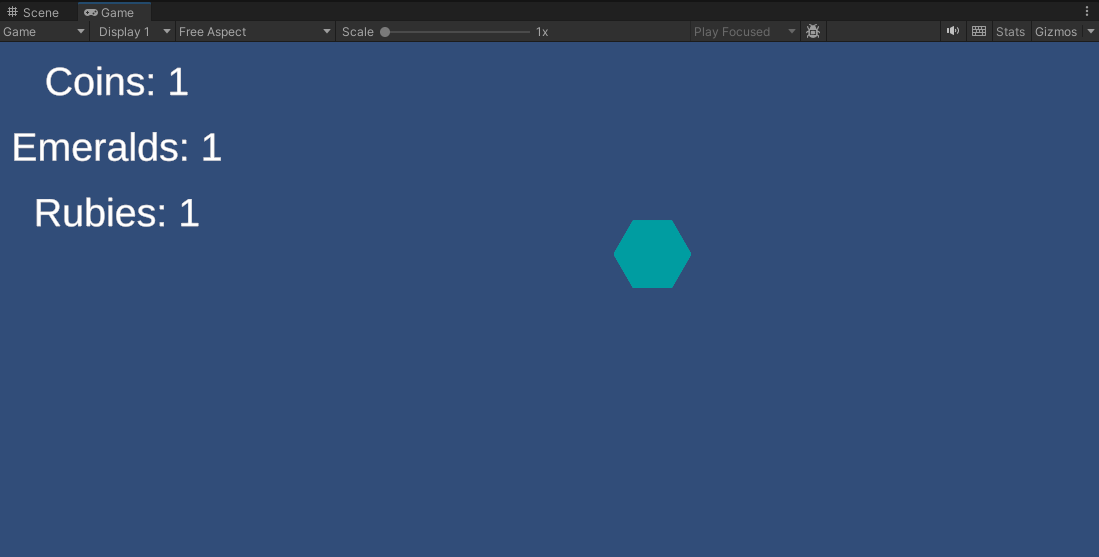 Scene Game
Game Display 1 Free Aspect Scale 1x Play Focused Stats Gizmos
Coins: 1
Emeralds: 1
Rubies: 1